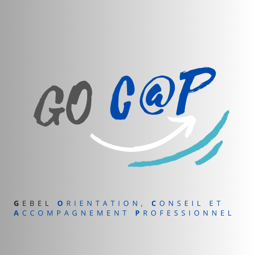 GO C@P
GEBEL ORIENTATION, CONSEIL ET
ACCOMPAGNEMENT PROFESSIONNEL